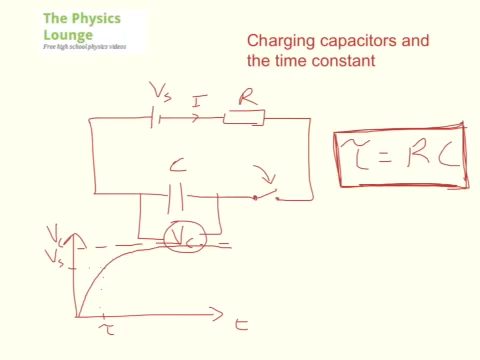 The Physics
Lounge
Free high school physics videos
Charging capacitors and
the time constant
Vs I R
C
τ = RC
Vc
Vc
Vs
τ
t